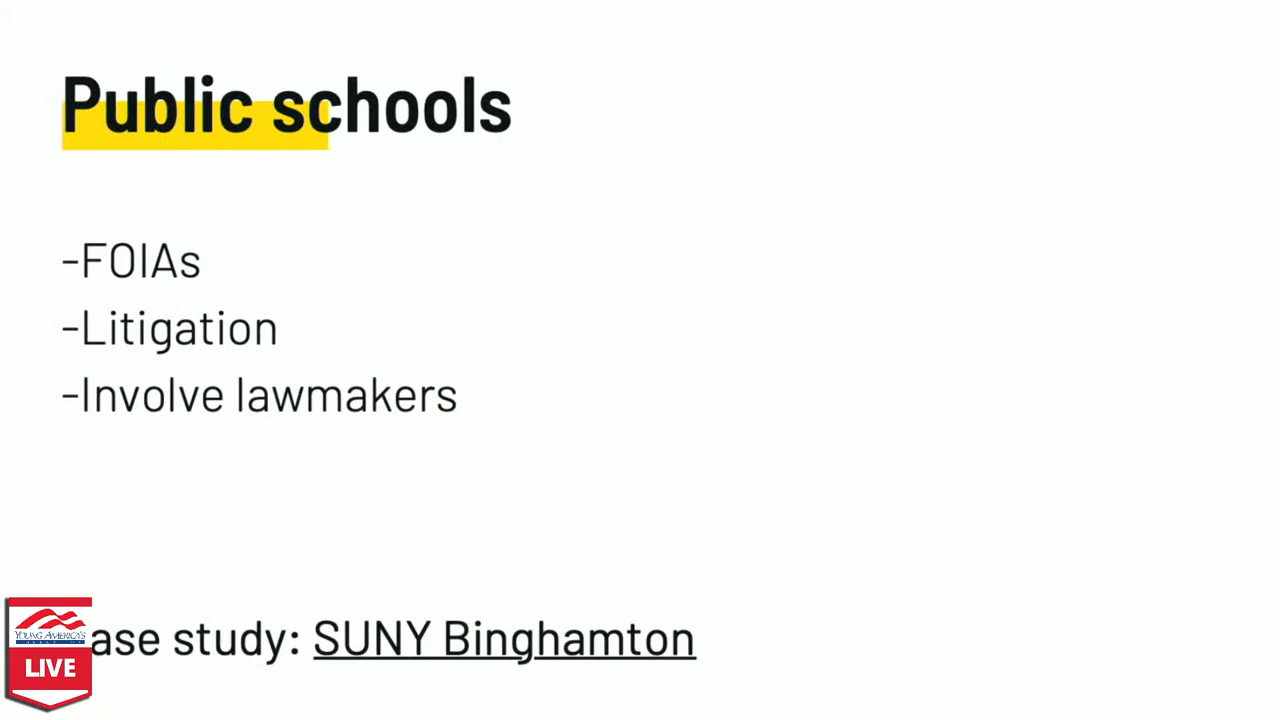 Public schools
-FOIAs
-Litigation
-Involve lawmakers
ase study: SUNY Binghamton
YOUNG AMERICA'S
LIVE